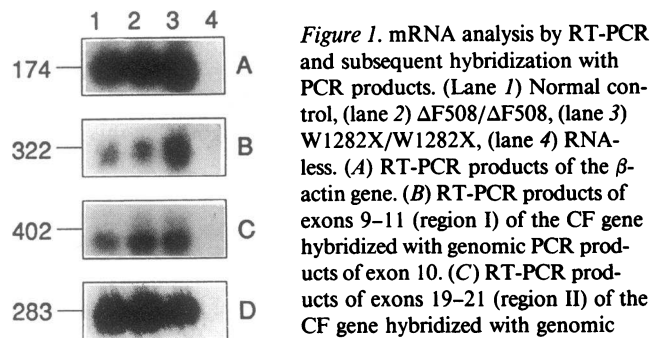 1 2 3 4
174 A
322 B
402 C
283 D
Figure 1. mRNA analysis by RT-PCR
and subsequent hybridization with
PCR products. (Lane 1) Normal con-
trol, (lane 2) ΔF508/ΔF508, (lane 3)
W1282X/W1282X, (lane 4) RNA-
less. (A) RT-PCR products of the β-
actin gene. (B) RT-PCR products of
exons 9–11 (region I) of the CF gene
hybridized with genomic PCR prod-
ucts of exon 10. (C) RT-PCR prod-
ucts of exons 19–21 (region II) of the
CF gene hybridized with genomic